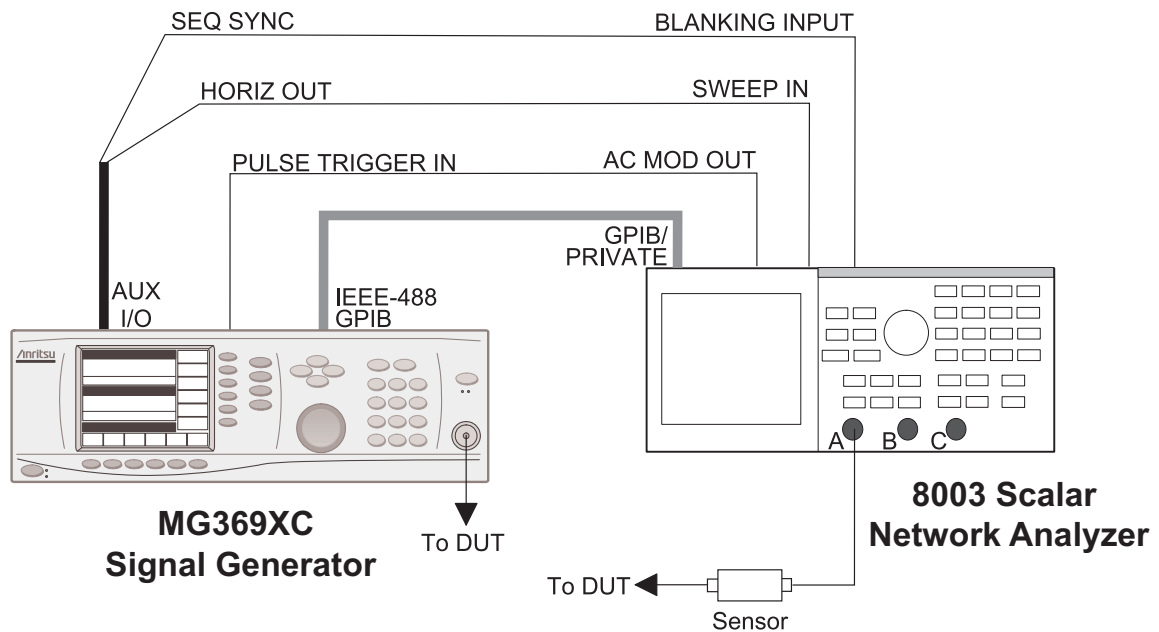 SEQ SYNC
BLANKING INPUT
HORIZ OUT
SWEEP IN
PULSE TRIGGER IN
AC MOD OUT
GPIB/
PRIVATE
AUX
I/O
IEEE-488
GPIB
Anritsu
A
B
C
MG369XC
Signal Generator
To DUT
8003 Scalar
Network Analyzer
To DUT
Sensor